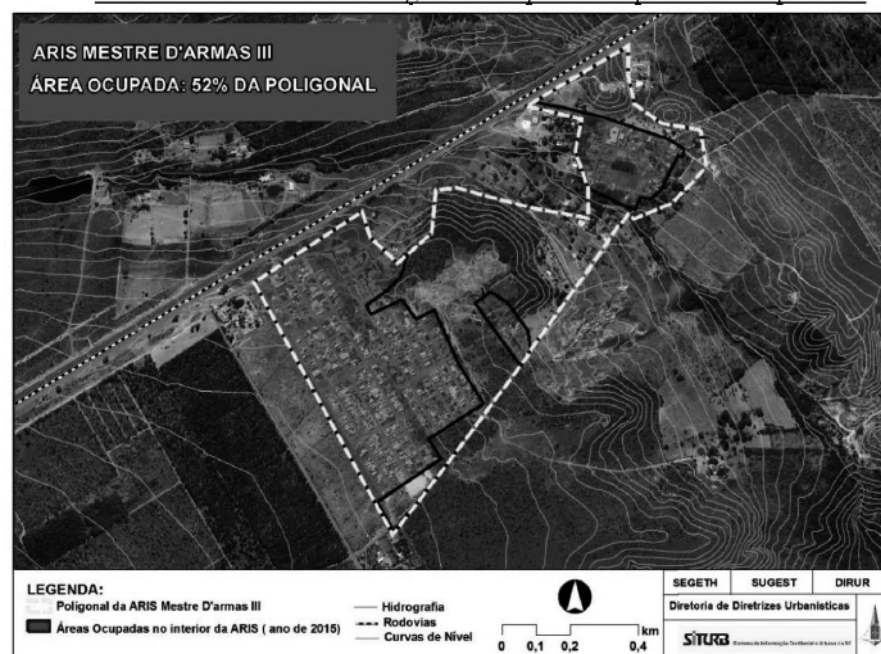 ARIS MESTRE D'ARMAS III
ÁREA OCUPADA: 52% DA POLIGONAL
LEGENDA:
Poligonal da ARIS Mestre D'armas III
Áreas Ocupadas no interior da ARIS ( ano de 2015)
Hidrografia
Rodovias
Curvas de Nível
km
0 0,1 0,2 0,4
SEGETH SUGEST DIRUR
Diretoria de Diretrizes Urbanisticas
SITURB